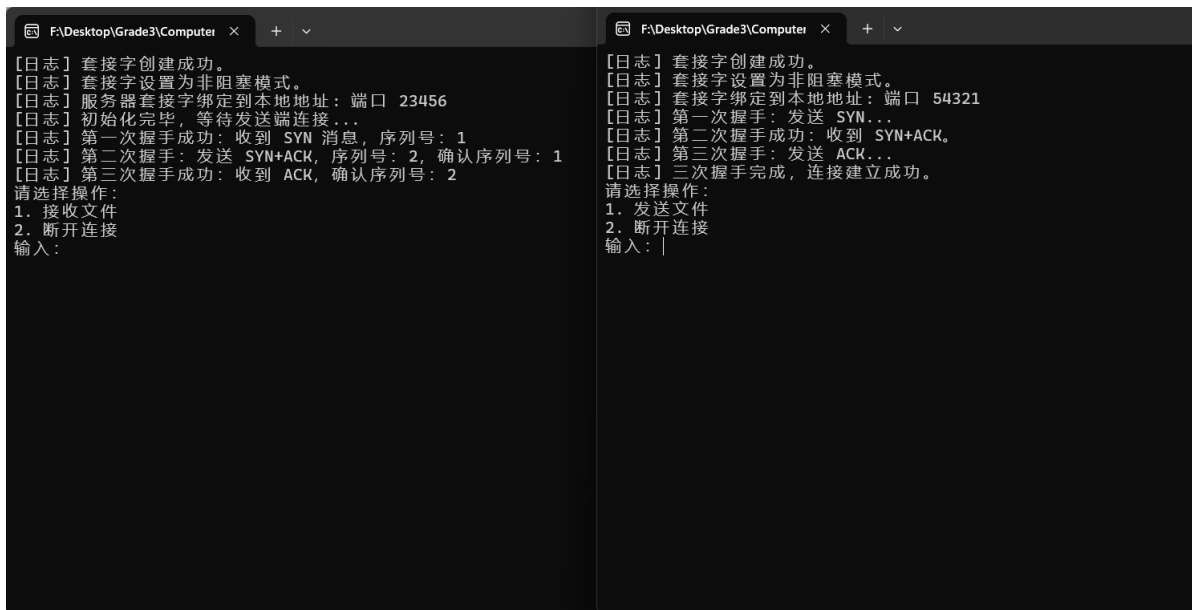 F:\Desktop\Grade3\Computer
[日志] 套接字创建成功。
[日志] 套接字设置为非阻塞模式。
[日志] 服务器套接字绑定到本地地址: 端口 23456
[日志] 初始化完毕, 等待发送端连接...
[日志] 第一次握手成功: 收到 SYN 消息, 序列号: 1
[日志] 第二次握手: 发送 SYN+ACK, 序列号: 2, 确认序列号: 1
[日志] 第三次握手成功: 收到 ACK, 确认序列号: 2
请选择操作:
1. 接收文件
2. 断开连接
输入:
F:\Desktop\Grade3\Computer
[日志] 套接字创建成功。
[日志] 套接字设置为非阻塞模式。
[日志] 套接字绑定到本地地址: 端口 54321
[日志] 第一次握手: 发送 SYN...
[日志] 第二次握手成功: 收到 SYN+ACK。
[日志] 第三次握手: 发送 ACK...
[日志] 三次握手完成, 连接建立成功。
请选择操作:
1. 发送文件
2. 断开连接
输入: